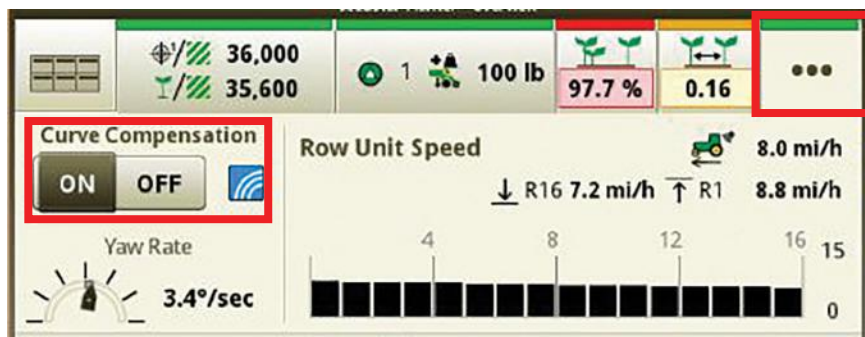 36,000
35,600
1
100 lb
97.7 %
0.16
Curve Compensation
ON OFF
Row Unit Speed
8.0 mi/h
R16 7.2 mi/h R1 8.8 mi/h
Yaw Rate
3.4°/sec
4 8 12 16
15
0